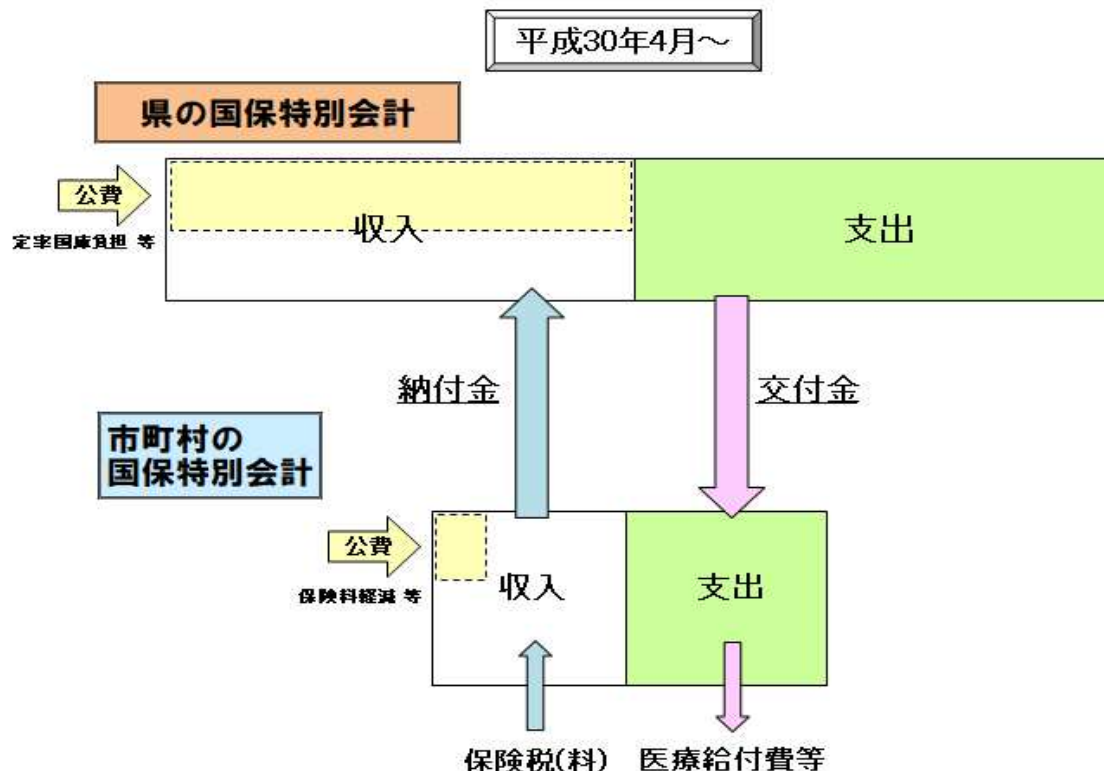 平成30年4月～
県の国保特別会計
公費
定率国庫負担 等
収入
支出
納付金
交付金
市町村の
国保特別会計
公費
保険料軽減 等
収入
支出
保険税(料)
医療給付費等